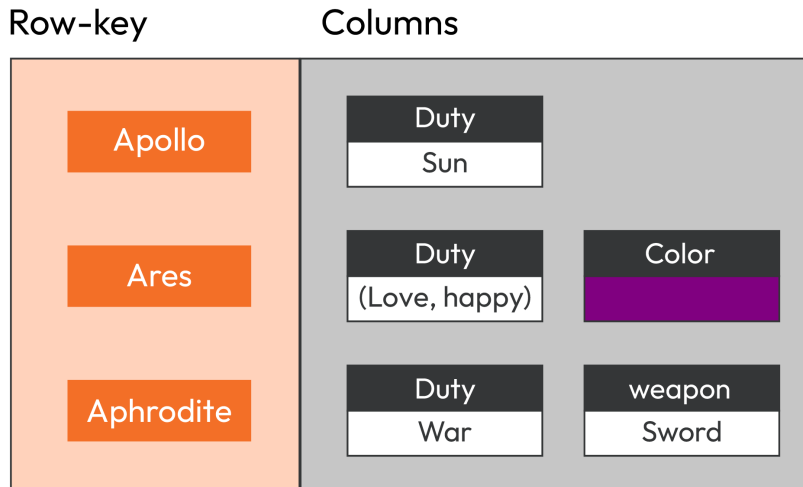 Row-key
Columns
Apollo
Duty
Sun
Ares
Duty
Color
(Love, happy)
Aphrodite
Duty
weapon
War
Sword